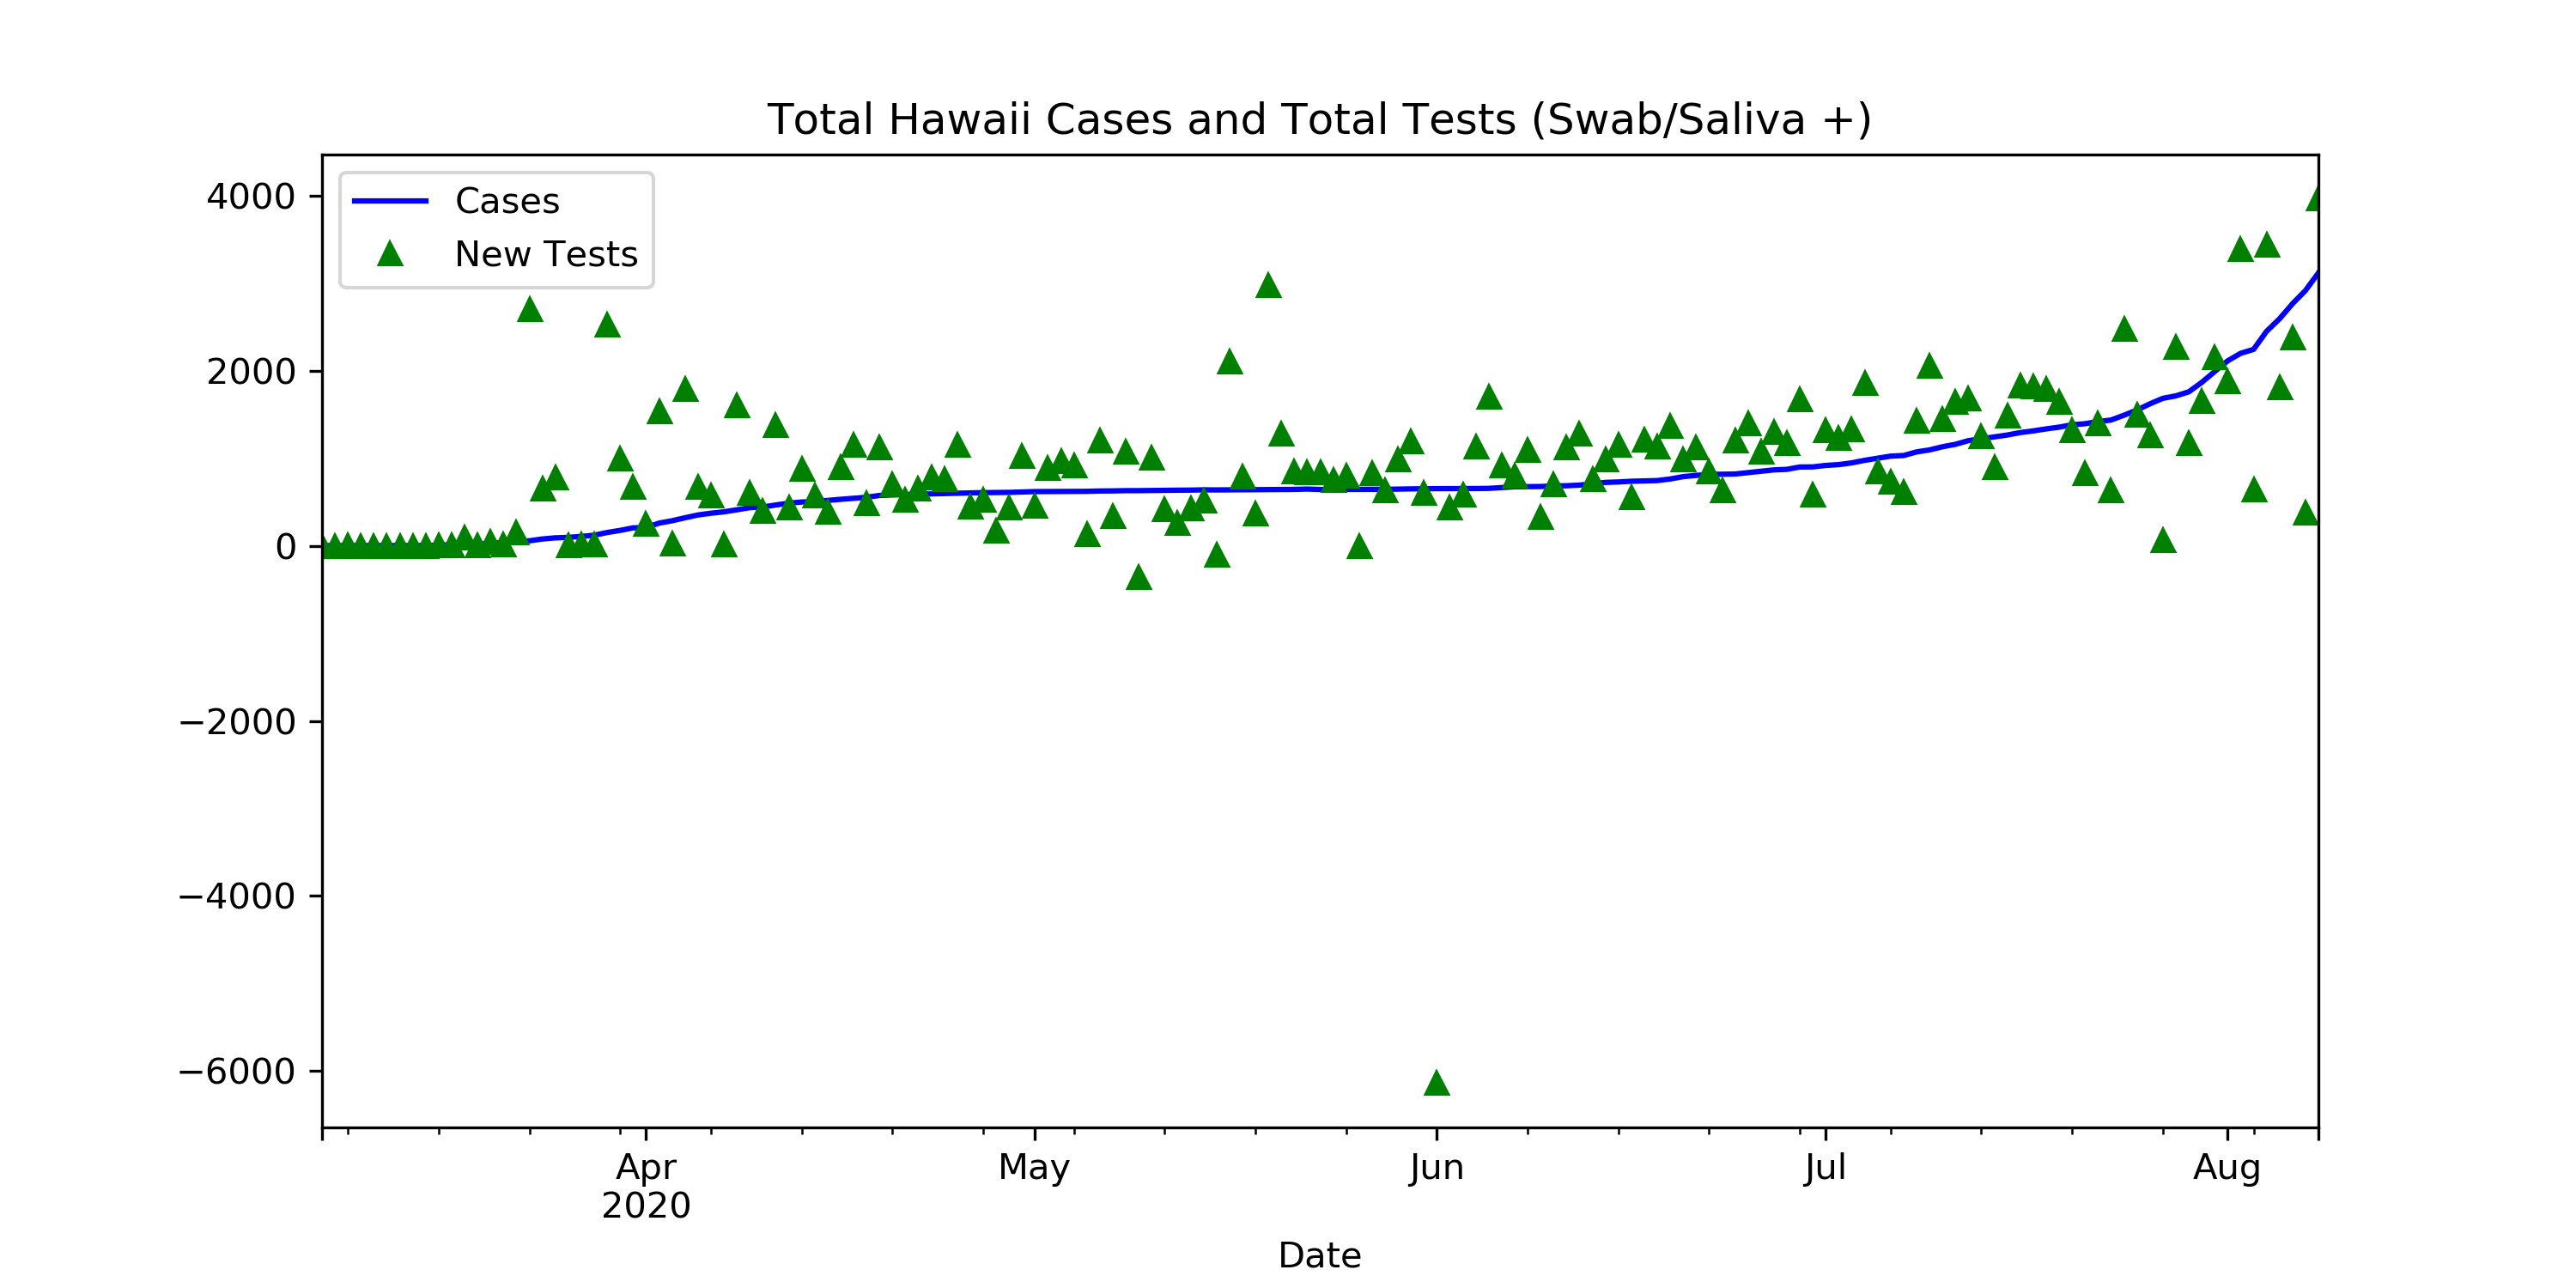 Total Hawaii Cases and Total Tests (Swab/Saliva +)
Cases
New Tests
4000
2000
0
−2000
−4000
−6000
Apr
2020
May
Jun
Jul
Aug
Date